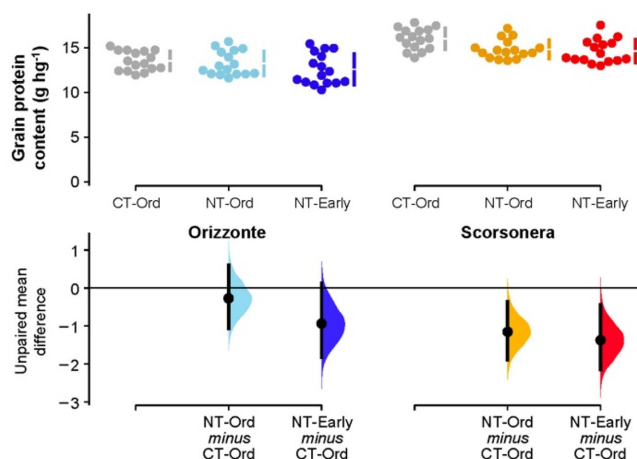 Grain protein
content (g hg-1)
15
10
5
0
CT-Ord NT-Ord NT-Early CT-Ord NT-Ord NT-Early
Orizzonte Scorsonera
Unpaired mean
difference
1
0
−1
−2
−3
NT-Ord NT-Early NT-Ord NT-Early
minus minus minus minus
CT-Ord CT-Ord CT-Ord CT-Ord